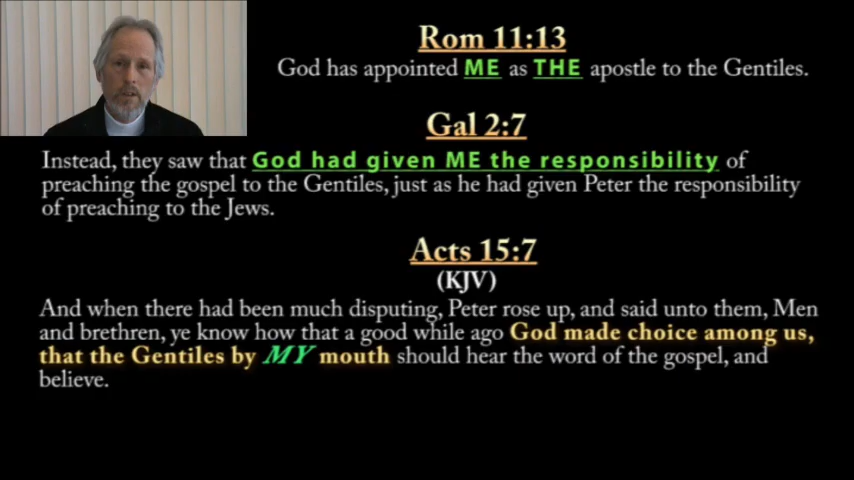 Rom 11:13
God has appointed ME as THE apostle to the Gentiles.
Gal 2:7
Instead, they saw that God had given ME the responsibility of
preaching the gospel to the Gentiles, just as he had given Peter the responsibility
of preaching to the Jews.
Acts 15:7
(KJV)
And when there had been much disputing, Peter rose up, and said unto them, Men
and brethren, ye know how that a good while ago God made choice among us,
that the Gentiles by MY mouth should hear the word of the gospel, and
believe.